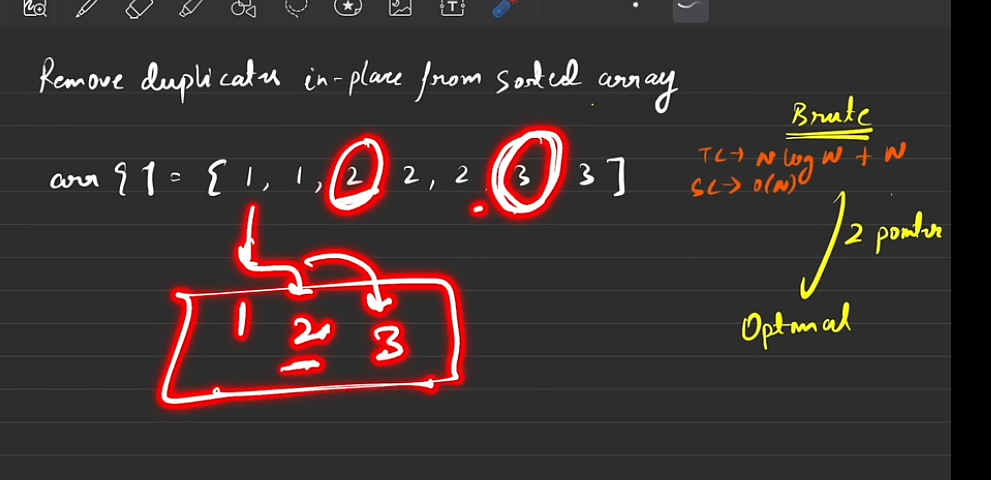 Remove duplicates in-place from sorted array
arr [] = { 1, 1, 2 2, 2 3 3 ]
1 2 3
Brute
TC → N log N + N
SC → O(N)
2 pointer
Optimal